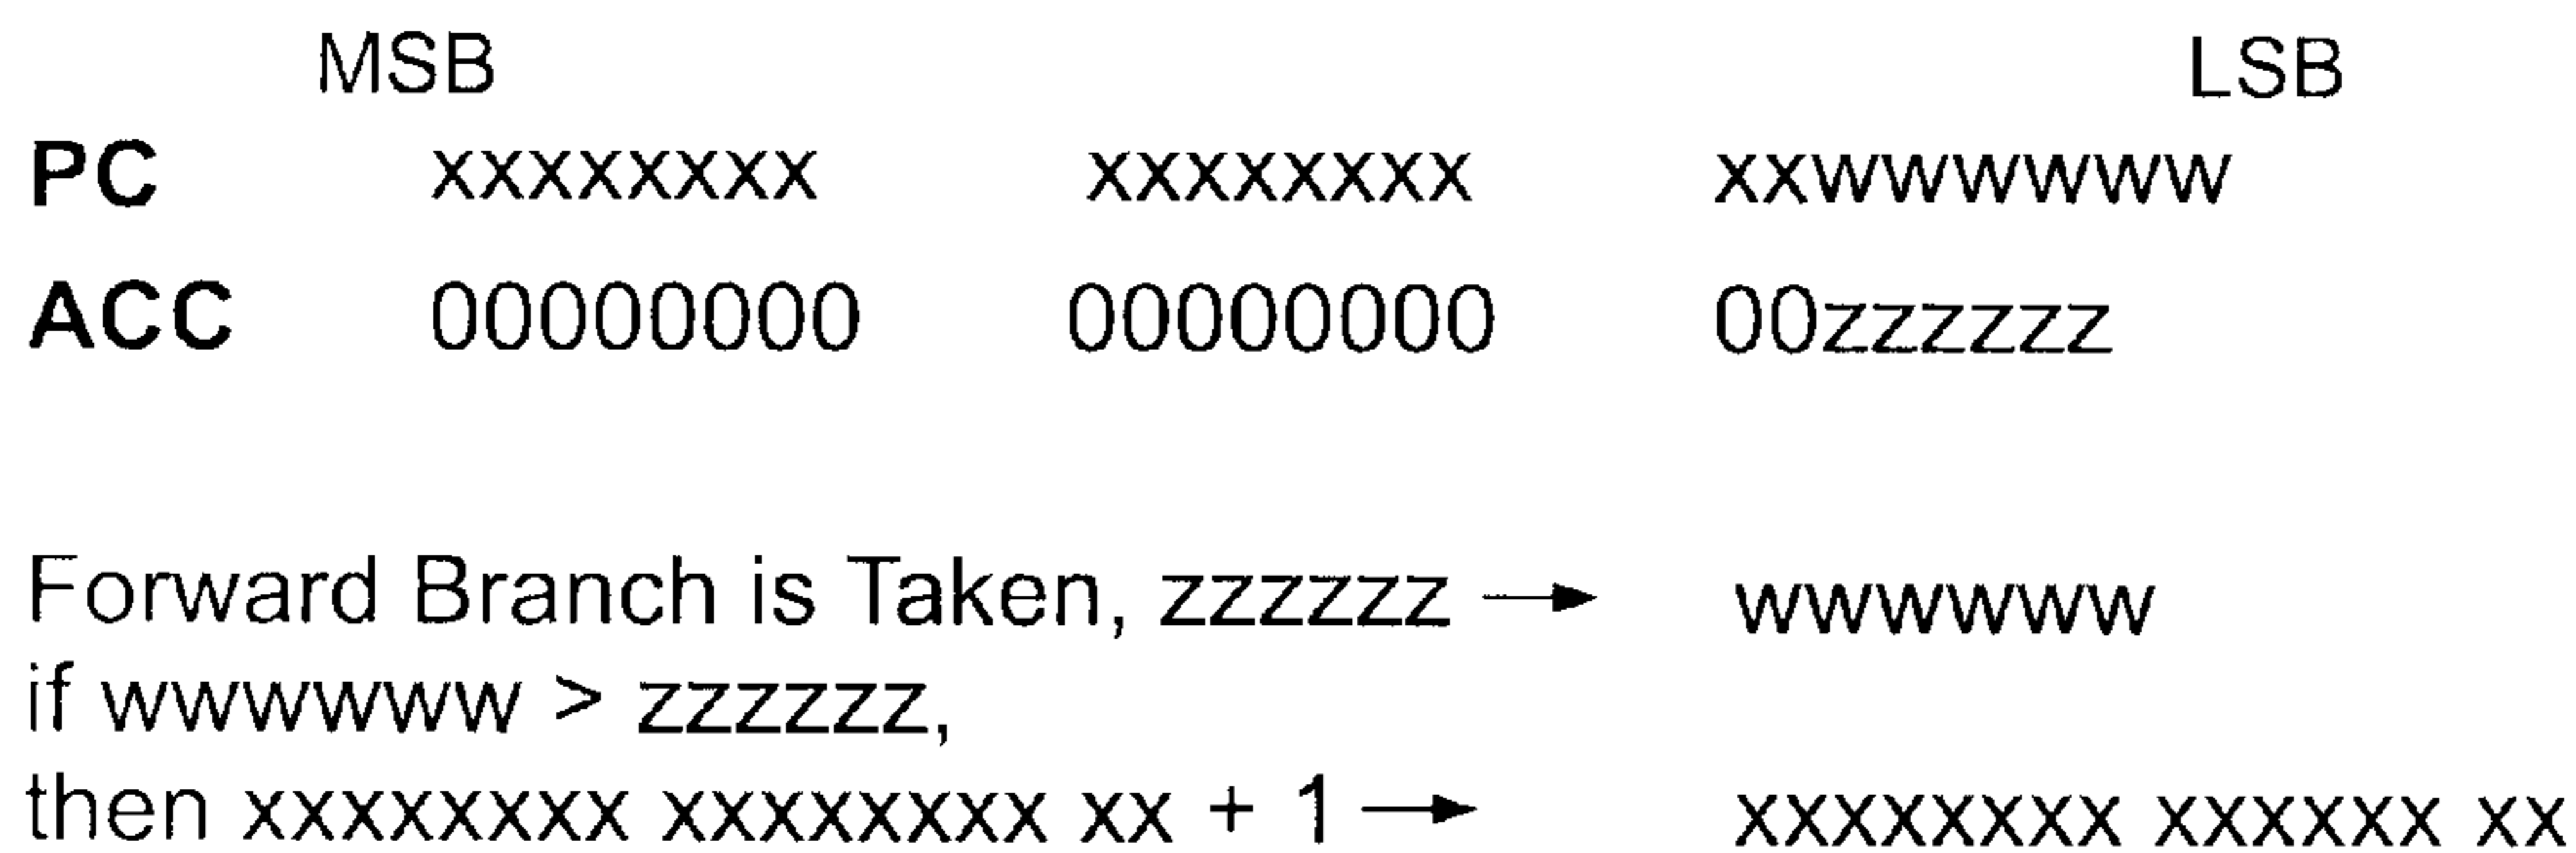 MSB LSB
PC xxxxxxxx xxxxxxxx xxwwwwww
ACC 00000000 00000000 00zzzzzz
Forward Branch is Taken, zzzzzz → wwwwww
if wwwwww > zzzzzz,
then xxxxxxxx xxxxxxxx xx + 1 → xxxxxxxx xxxxxx xx